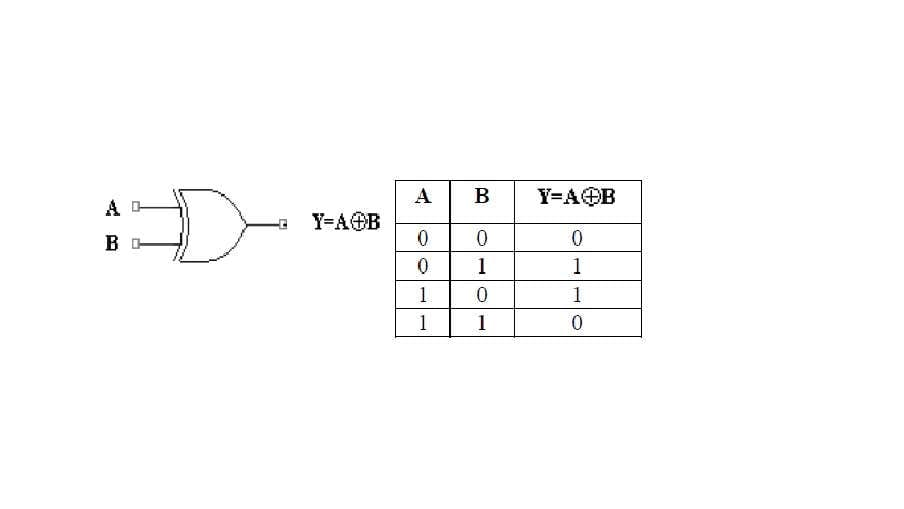 A
B
Y=A⊕B
A B Y=A⊕B
0 0 0
0 1 1
1 0 1
1 1 0